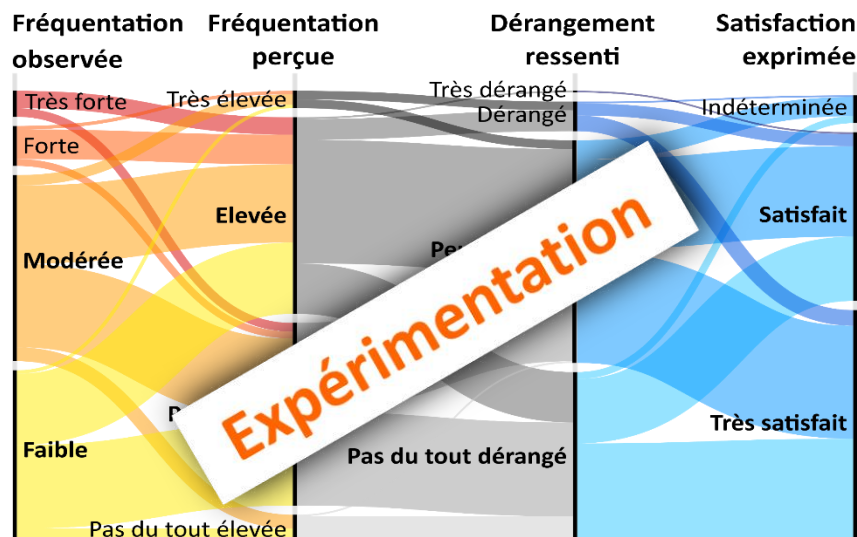 Fréquentation
observée
Fréquentation
perçue
Dérangement
ressenti
Satisfaction
exprimée
Très forte
Forte
Modérée
Faible
Très élevée
Elevée
Pas du tout élevée
Très dérangé
Dérangé
Pas du tout dérangé
Indéterminée
Satisfait
Très satisfait
Expérimentation